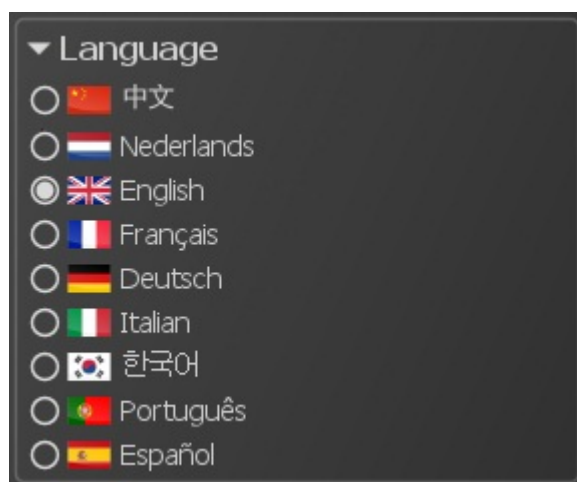 Language
中文
Nederlands
English
Français
Deutsch
Italian
한국어
Português
Español